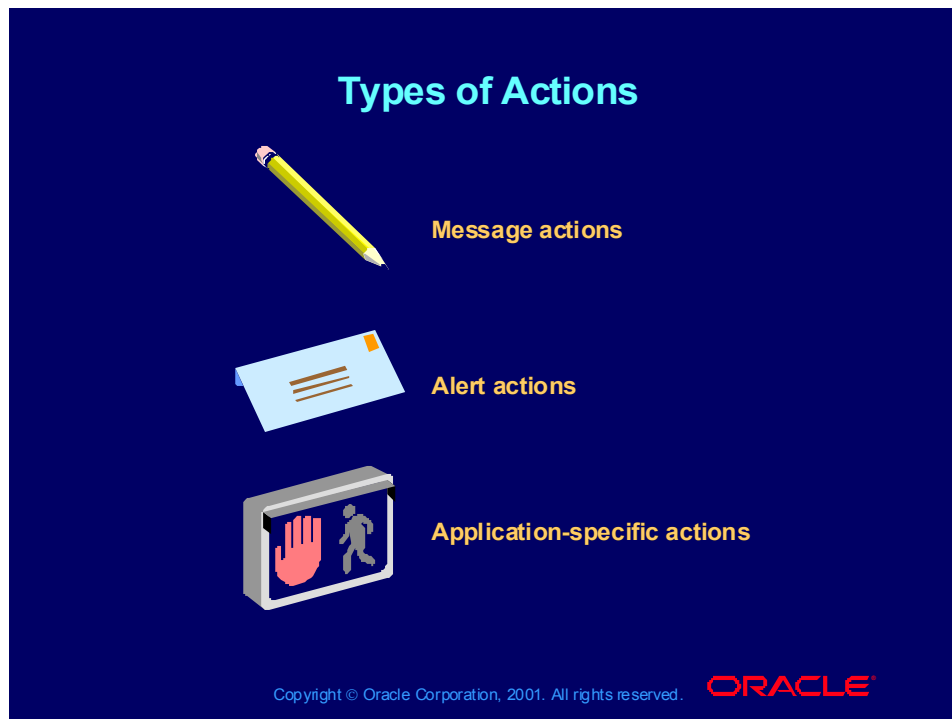 Types of Actions
Message actions
Alert actions
Application-specific actions
Copyright © Oracle Corporation, 2001. All rights reserved.
ORACLE®